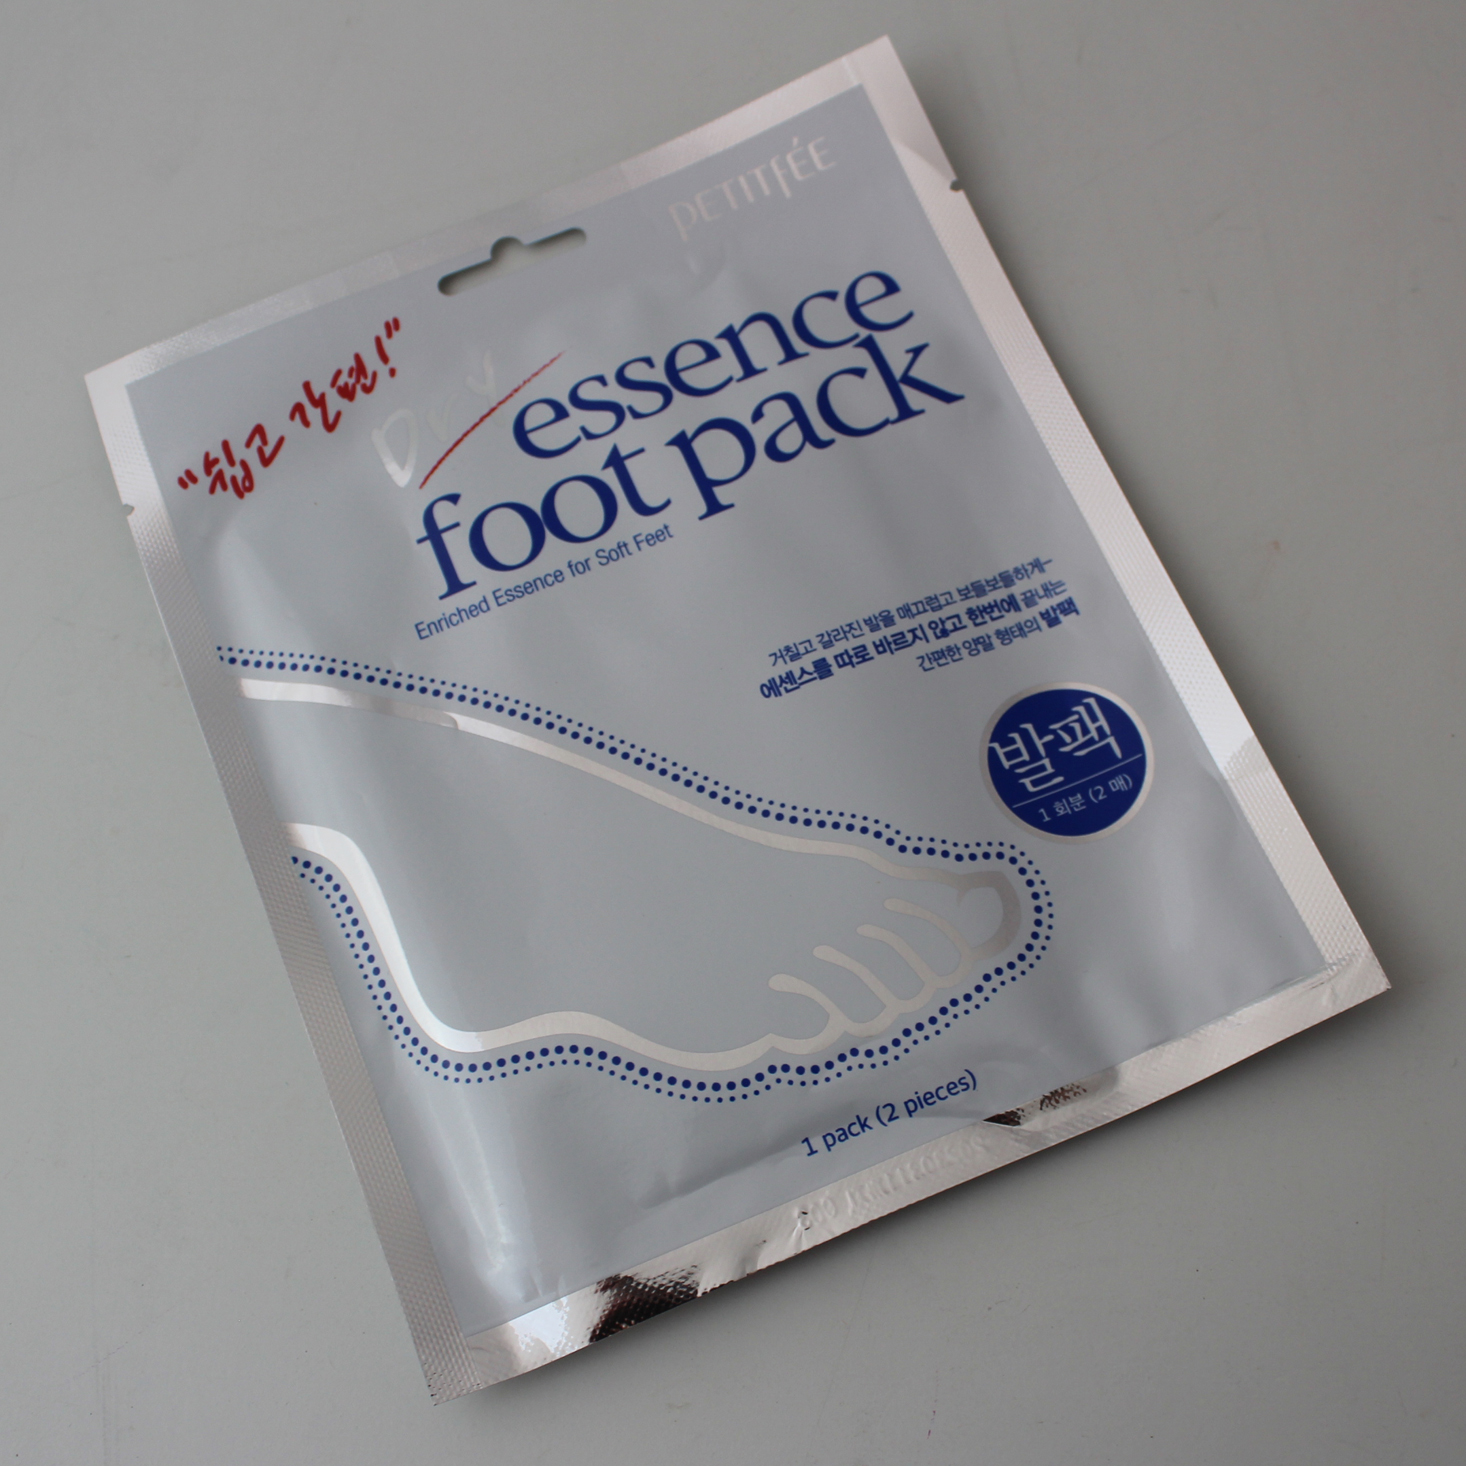 PETITFÉE
"쉽고 간편!"
Dry essence
foot pack
Enriched Essence for Soft Feet
거칠고 갈라진 발을 매끄럽고 보들보들하게~
에센스를 따로 바르지 않고 한번에 끝내는
간편한 양말 형태의 발팩
발팩
1 회분 (2 매)
1 pack (2 pieces)